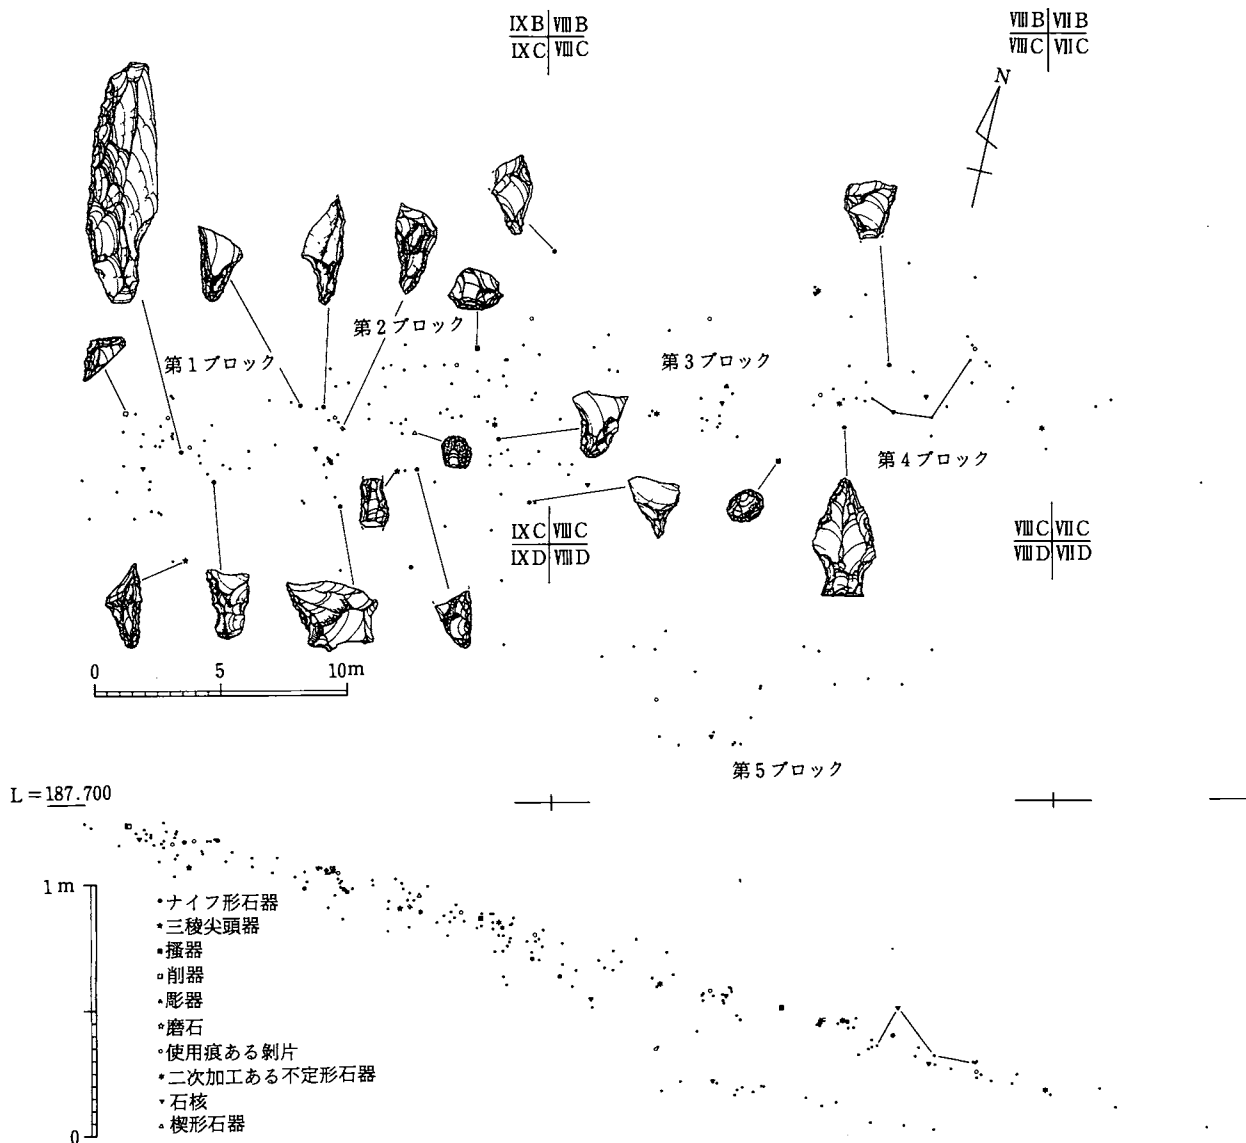 ⅨB ⅧB
ⅨC ⅧC
ⅧB ⅦB
ⅧC ⅦC
N
第2ブロック
第1ブロック
第3ブロック
第4ブロック
ⅨC ⅧC
ⅨD ⅧD
ⅧC ⅦC
ⅧD ⅦD
0 5 10m
第5ブロック
L=187.700
1m
ナイフ形石器
三稜尖頭器
掻器
削器
彫器
磨石
使用痕ある剝片
二次加工ある不定形石器
石核
楔形石器
0